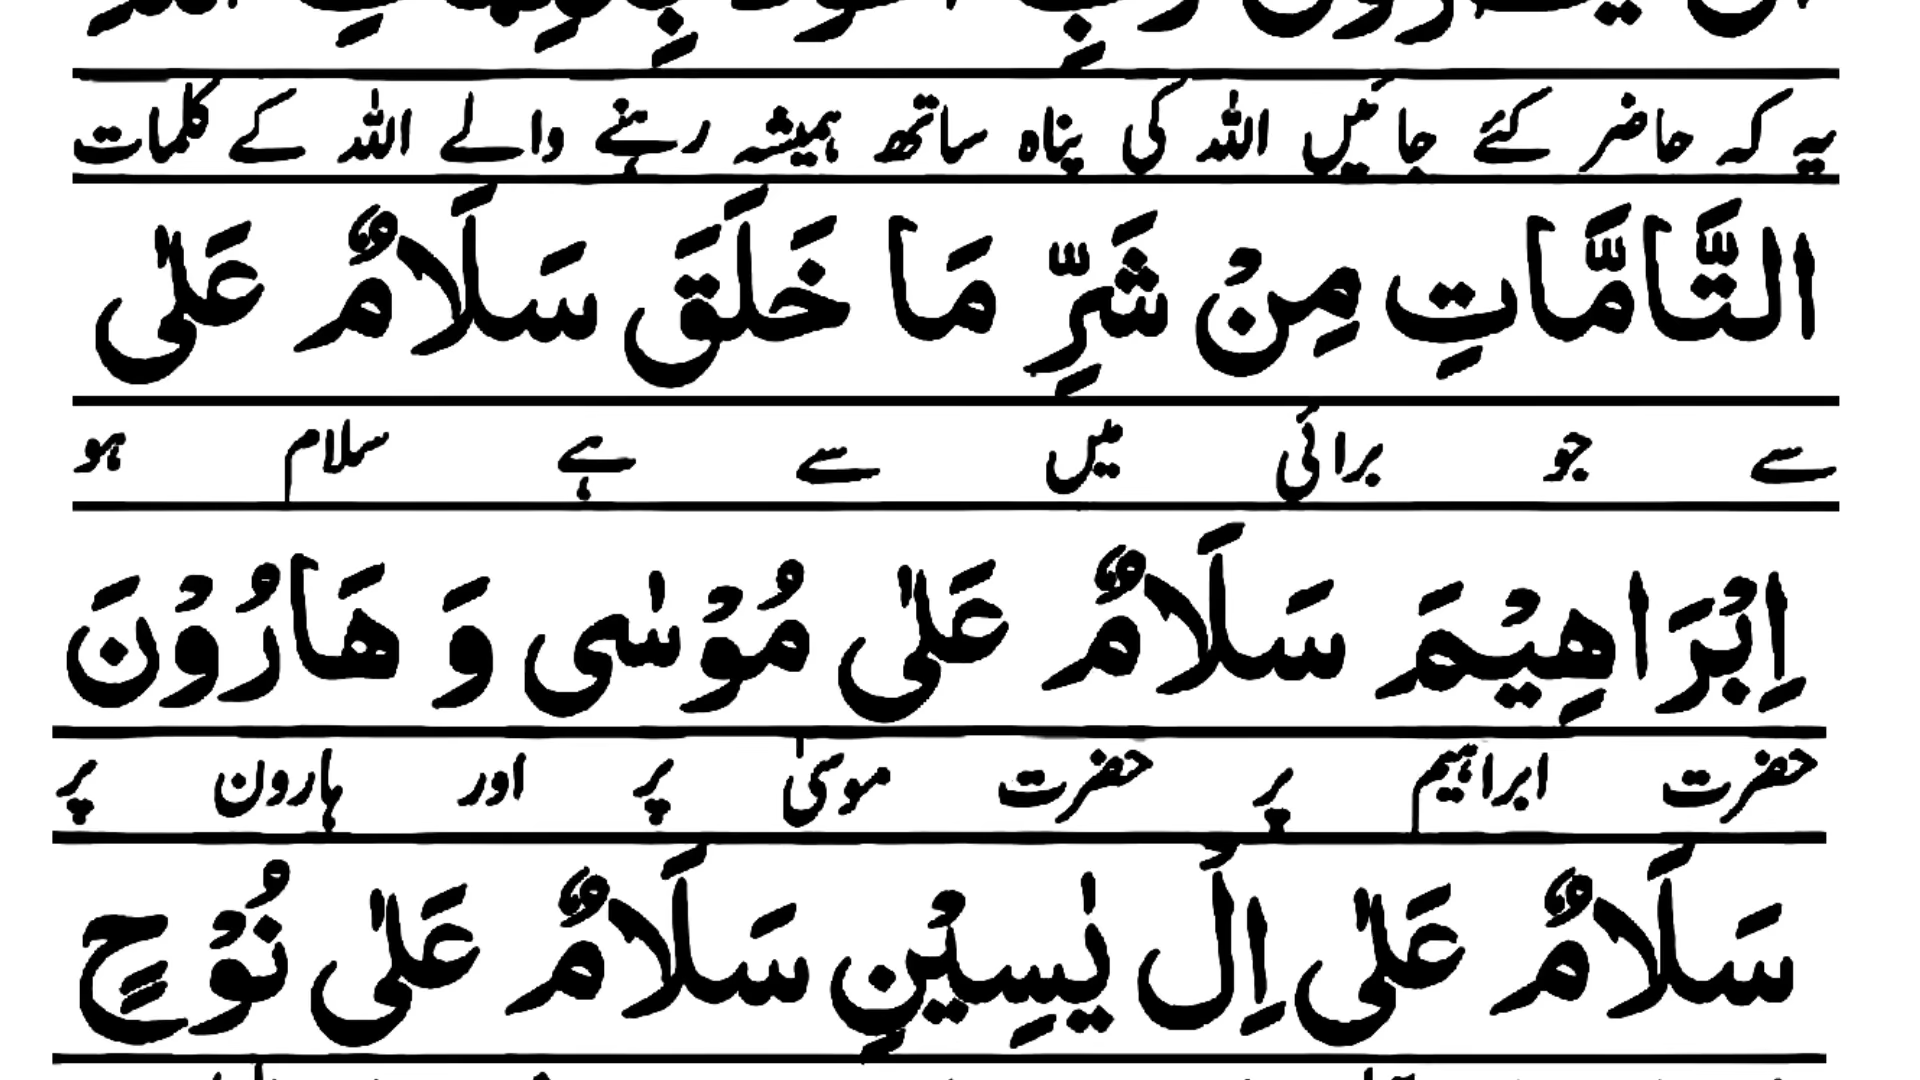 یہ کہ حاضر کئے جائیں اللہ کی پناہ ساتھ ہمیشہ رہنے والے اللہ کے کلمات
التَّآمَّاتِ مِنْ شَرِّ مَا خَلَقَ سَلَامٌ عَلٰی
سے جو برائی میں سے ہے سلام ہو
اِبْرَاهِیْمَ سَلَامٌ عَلٰی مُوْسٰی وَ هَارُوْنَ
حضرت ابراہیم پر حضرت موسیٰ پر اور ہارون پر
سَلَامٌ عَلٰی اِلْ یٰسِیْنٍ سَلَامٌ عَلٰی نُوْحٍ